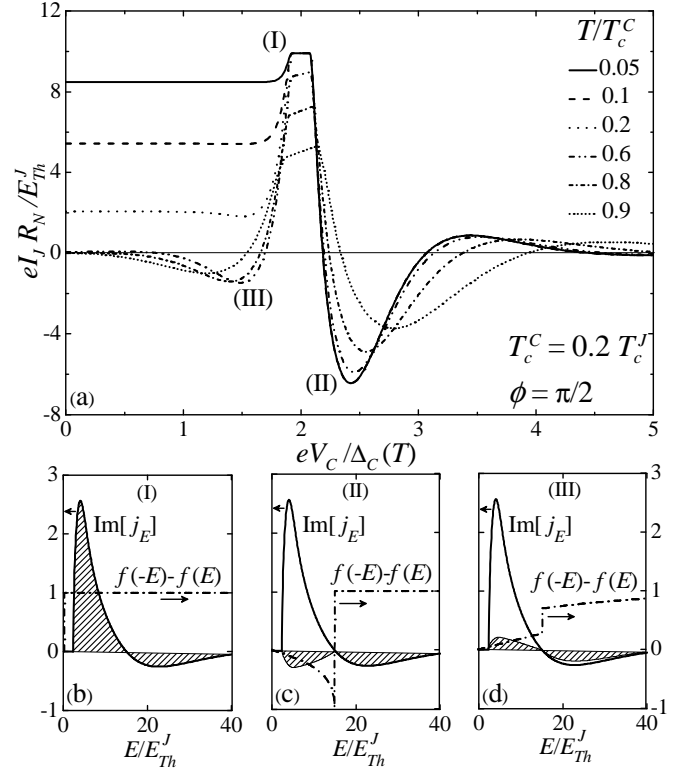 12
8
4
0
-4
-8
eI_J R_N / E_Th^J
(I)
(III)
(II)
T/T_c^C
0.05
0.1
0.2
0.6
0.8
0.9
T_c^C = 0.2 T_c^J
ϕ = π/2
(a)
0 1 2 3 4 5
eV_C / Δ_C (T)
3
2
1
0
-1
(I)
Im[j_E]
f(-E)-f(E)
(b)
0 20 40
E/E_Th^J
(II)
Im[j_E]
f(-E)-f(E)
(c)
0 20 40
E/E_Th^J
(III)
Im[j_E]
f(-E)-f(E)
(d)
0 20 40
E/E_Th^J
3
2
1
0
-1